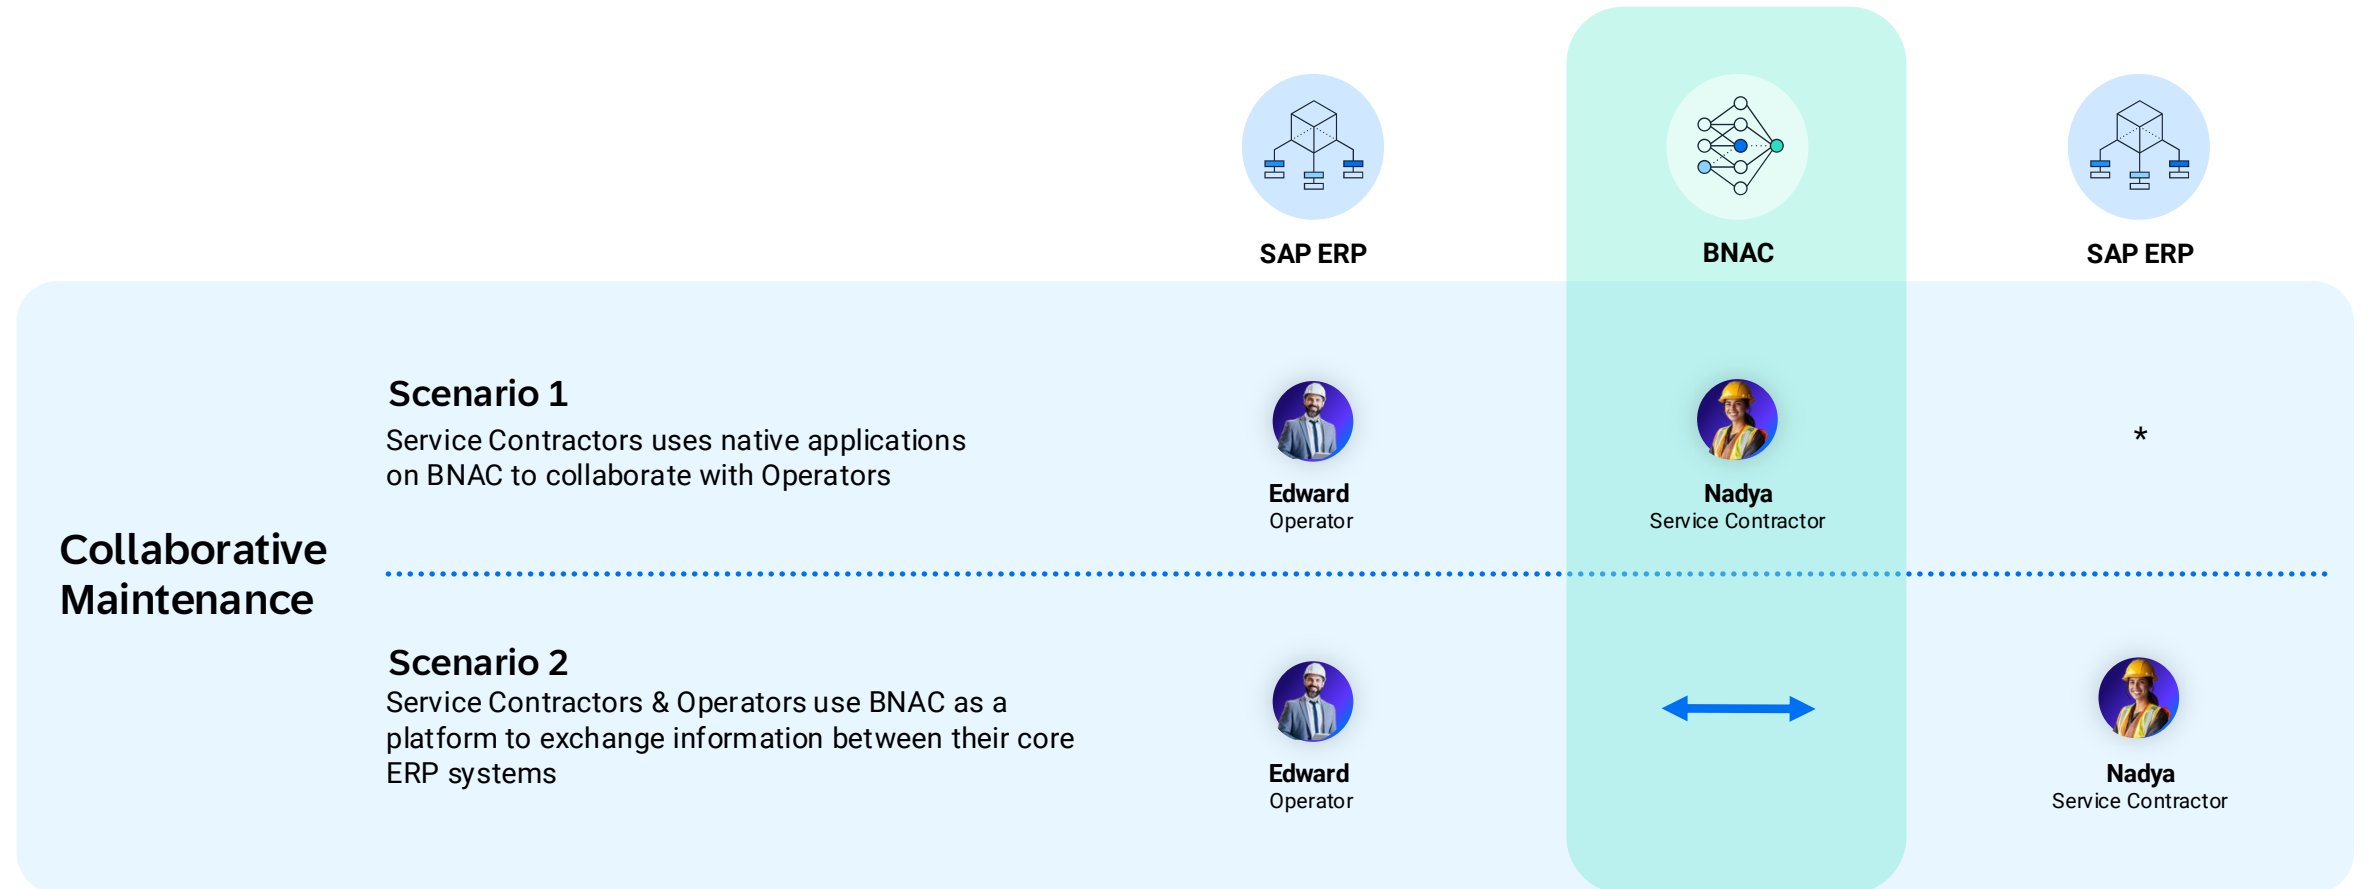 SAP ERP
BNAC
SAP ERP
Collaborative
Maintenance
Scenario 1
Service Contractors uses native applications
on BNAC to collaborate with Operators
Edward
Operator
Nadya
Service Contractor
*
Scenario 2
Service Contractors & Operators use BNAC as a
platform to exchange information between their core
ERP systems
Edward
Operator
Nadya
Service Contractor